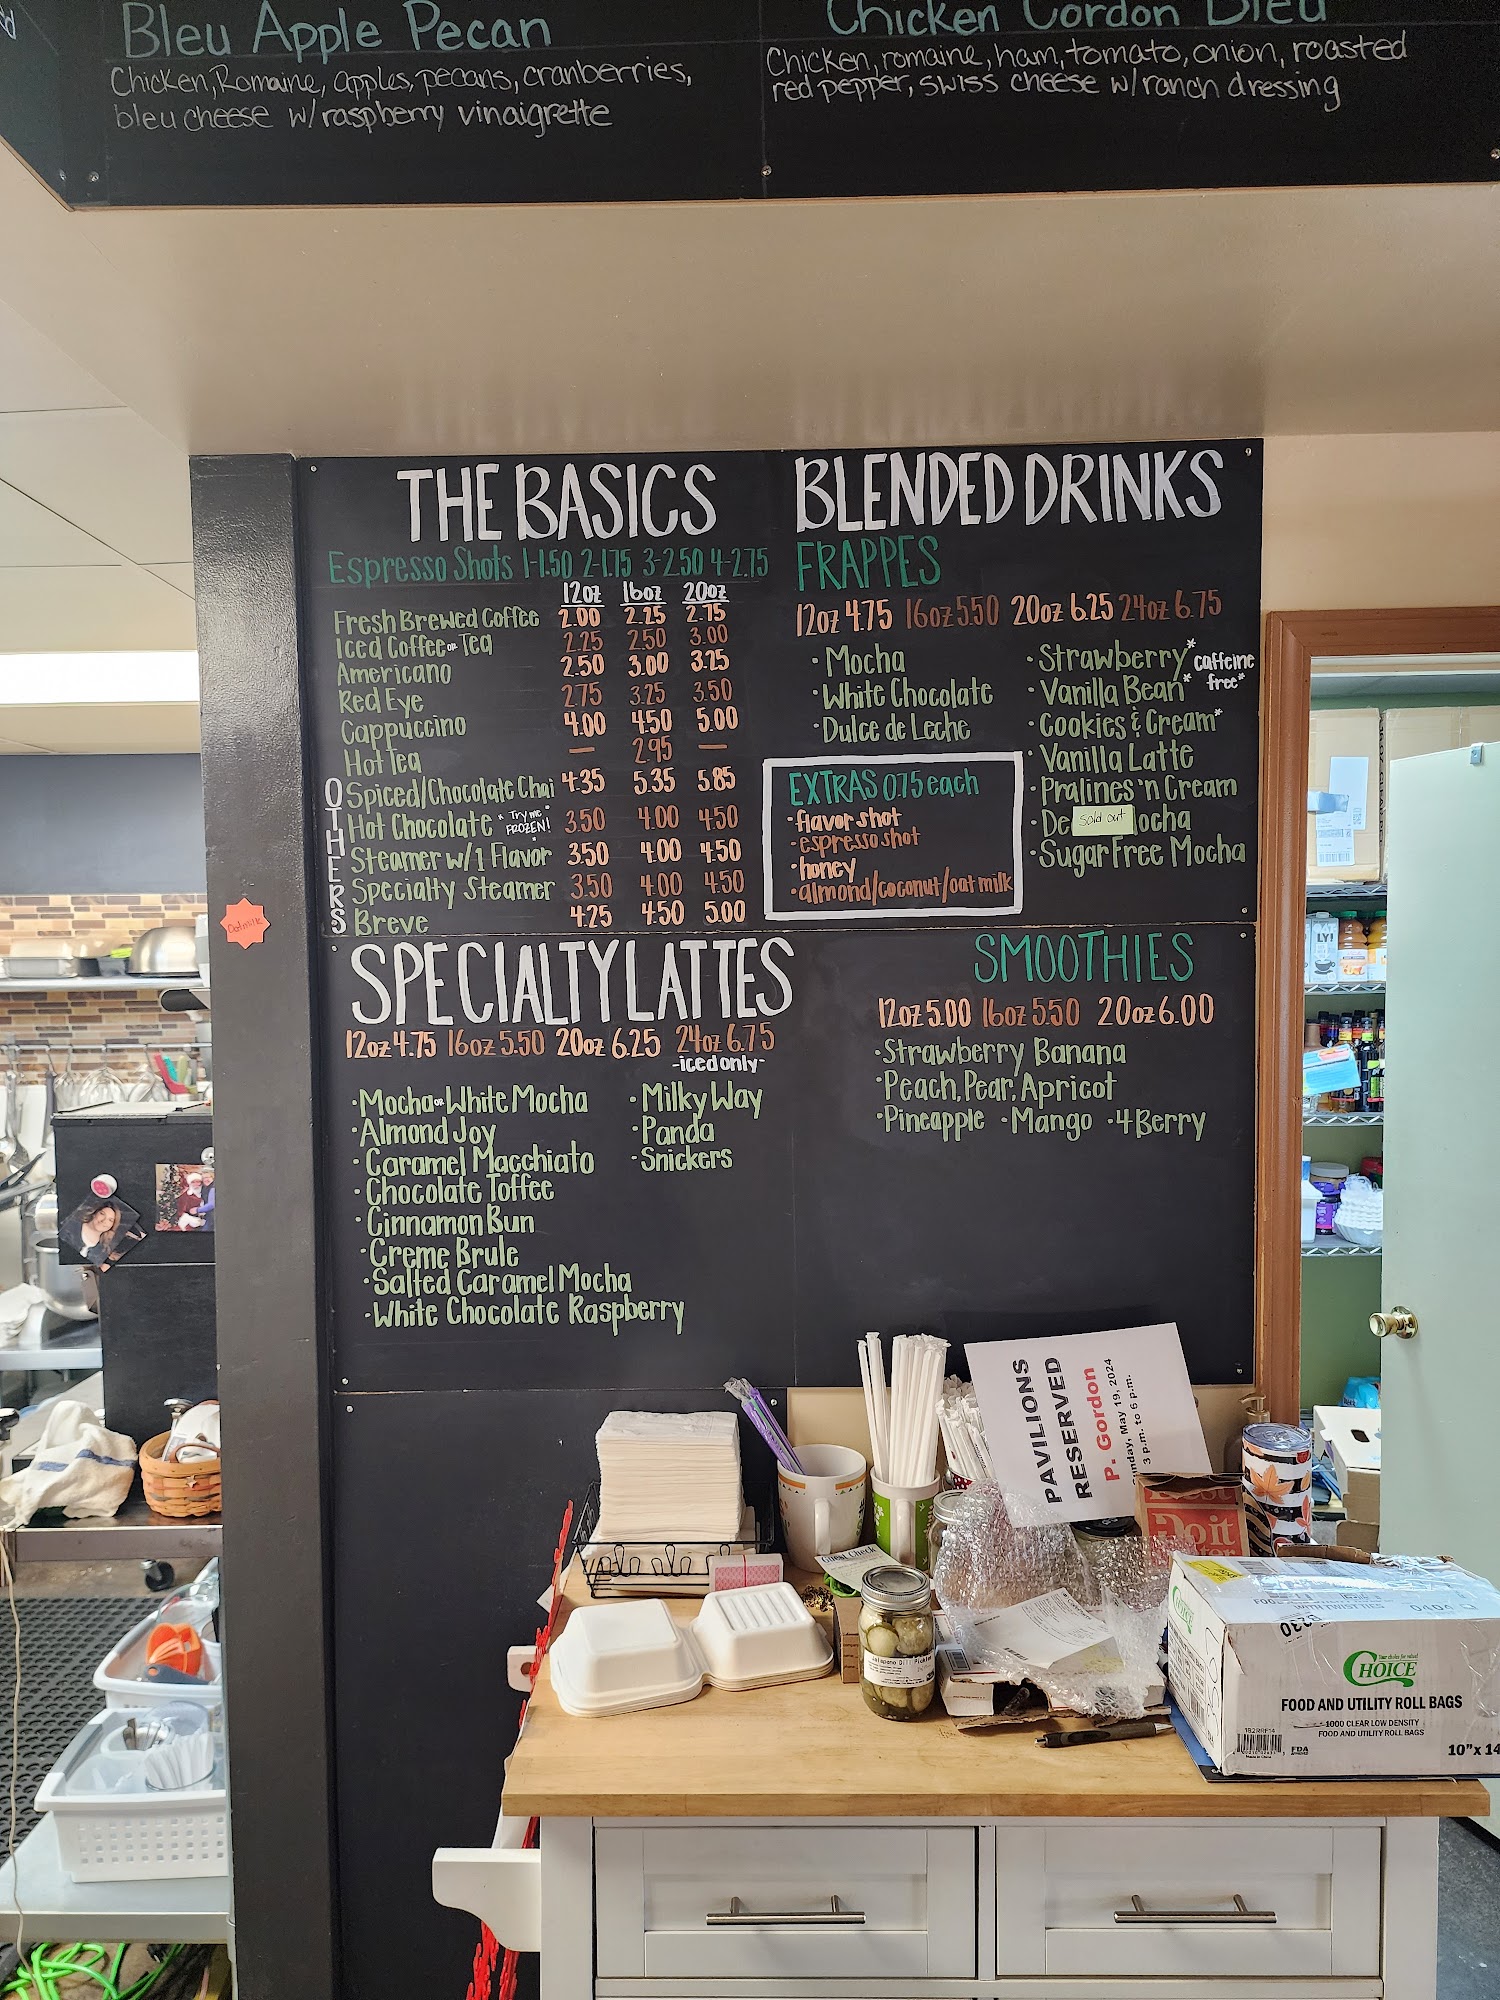 Bleu Apple Pecan
Chicken, Romaine, apples, pecans, cranberries,
bleu cheese w/ raspberry vinaigrette
Chicken Cordon Bleu
Chicken, romaine, ham, tomato, onion, roasted
red pepper, swiss cheese w/ ranch dressing
THE BASICS
Espresso Shots 1-1.50 2-1.75 3-2.50 4-2.75
12oz 16oz 20oz
Fresh Brewed Coffee 2.00 2.25 2.75
Iced Coffee or Tea 2.25 2.50 3.00
Americano 2.50 3.00 3.25
Red Eye 2.75 3.25 3.50
Cappuccino 4.00 4.50 5.00
Hot Tea — 2.95 —
OTHERS
Spiced/Chocolate Chai 4.35 5.35 5.85
Hot Chocolate * Try me FROZEN! * 3.50 4.00 4.50
Steamer w/1 Flavor 3.50 4.00 4.50
Specialty Steamer 3.50 4.00 4.50
Breve 4.25 4.50 5.00
BLENDED DRINKS
FRAPPES
12oz 4.75 16oz 5.50 20oz 6.25 24oz 6.75
· Mocha
· White Chocolate
· Dulce de Leche
· Strawberry*
· Vanilla Bean*
*caffeine
free*
· Cookies & Cream*
· Vanilla Latte
· Pralines 'n Cream
· De sold out ocha
· Sugar Free Mocha
EXTRAS 0.75 each
· flavor shot
· espresso shot
· honey
· almond/coconut/oat milk
Oatmilk
SPECIALTY LATTES
12oz 4.75 16oz 5.50 20oz 6.25 24oz 6.75
-iced only-
· Mocha or White Mocha
· Almond Joy
· Caramel Macchiato
· Chocolate Toffee
· Cinnamon Bun
· Creme Brule
· Salted Caramel Mocha
· White Chocolate Raspberry
· Milky Way
· Panda
· Snickers
SMOOTHIES
12oz 5.00 16oz 5.50 20oz 6.00
· Strawberry Banana
· Peach, Pear, Apricot
· Pineapple · Mango · 4 Berry
LY!
PAVILIONS
RESERVED
P. Gordon
unday, May 19, 2024
3 p.m. to 6 p.m.
Do it
Guest Check
Jalapeno Dill Pickle
CHOICE
FOOD AND UTILITY ROLL BAGS
1000 CLEAR LOW DENSITY
FOOD AND UTILITY ROLL BAGS
10" x 14